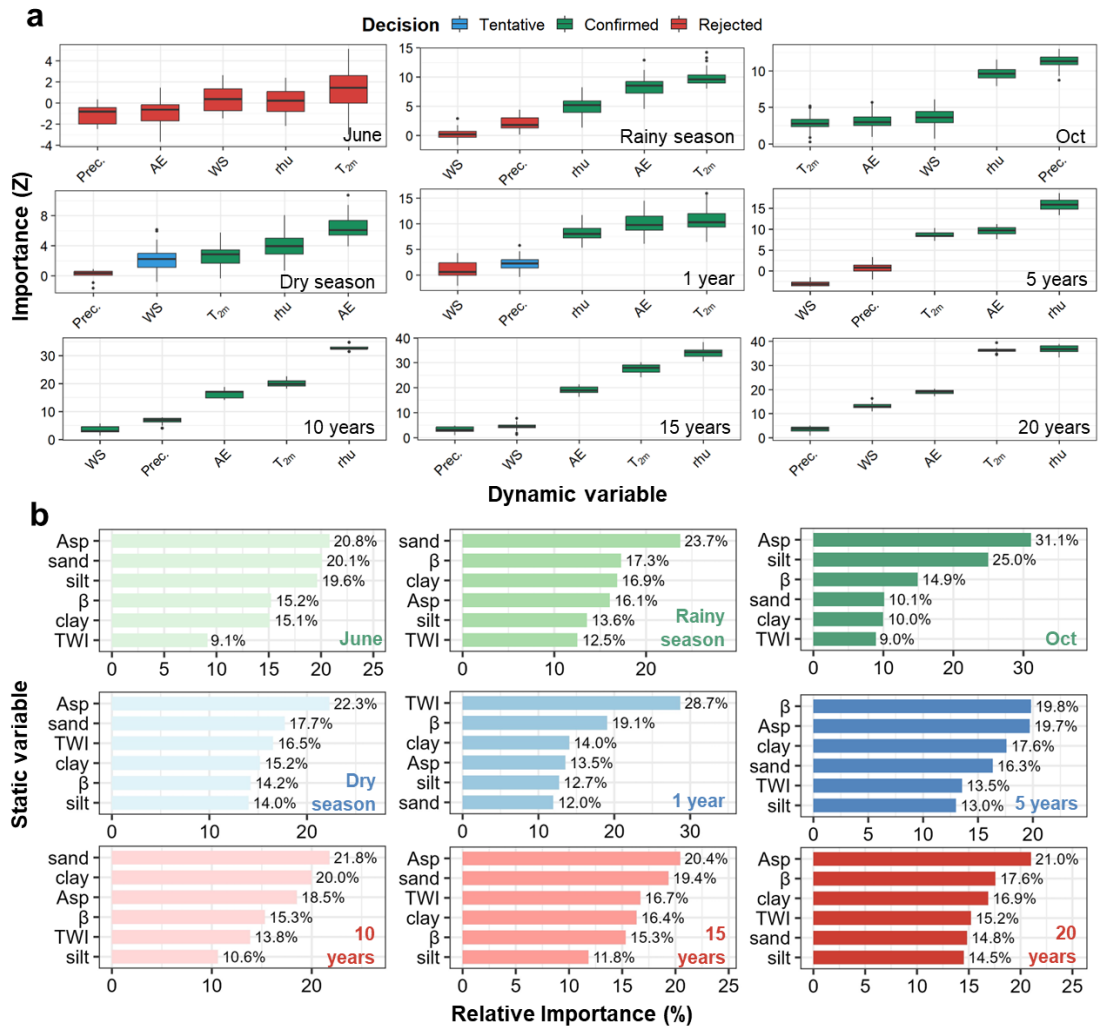 a
Decision Tentative Confirmed Rejected
Importance (Z)
4
2
0
-2
-4
Prec. AE WS rhu T2m
June
15
10
5
0
WS Prec. rhu AE T2m
Rainy season
10
5
0
T2m AE WS rhu Prec.
Oct
8
4
0
Prec. WS T2m rhu AE
Dry season
15
10
5
0
WS Prec. rhu AE T2m
1 year
15
10
5
0
WS Prec. T2m AE rhu
5 years
30
20
10
0
WS Prec. AE T2m rhu
10 years
40
30
20
10
0
Prec. WS AE T2m rhu
15 years
40
30
20
10
0
Prec. WS AE T2m rhu
20 years
Dynamic variable
b
Static variable
Asp 20.8%
sand 20.1%
silt 19.6%
β 15.2%
clay 15.1%
TWI 9.1%
June
0 5 10 15 20 25
sand 23.7%
β 17.3%
clay 16.9%
Asp 16.1%
silt 13.6%
TWI 12.5%
Rainy
season
0 10 20
Asp 31.1%
silt 25.0%
β 14.9%
sand 10.1%
clay 10.0%
TWI 9.0%
Oct
0 10 20 30
Asp 22.3%
sand 17.7%
TWI 16.5%
clay 15.2%
β 14.2%
silt 14.0%
Dry
season
0 10 20
TWI 28.7%
β 19.1%
clay 14.0%
Asp 13.5%
silt 12.7%
sand 12.0%
1 year
0 10 20 30
β 19.8%
Asp 19.7%
clay 17.6%
sand 16.3%
TWI 13.5%
silt 13.0%
5 years
0 5 10 15 20
sand 21.8%
clay 20.0%
Asp 18.5%
β 15.3%
TWI 13.8%
silt 10.6%
10
years
0 5 10 15 20 25
Asp 20.4%
sand 19.4%
TWI 16.7%
clay 16.4%
β 15.3%
silt 11.8%
15
years
0 5 10 15 20 25
Asp 21.0%
β 17.6%
clay 16.9%
TWI 15.2%
sand 14.8%
silt 14.5%
20
years
0 5 10 15 20 25
Relative Importance (%)